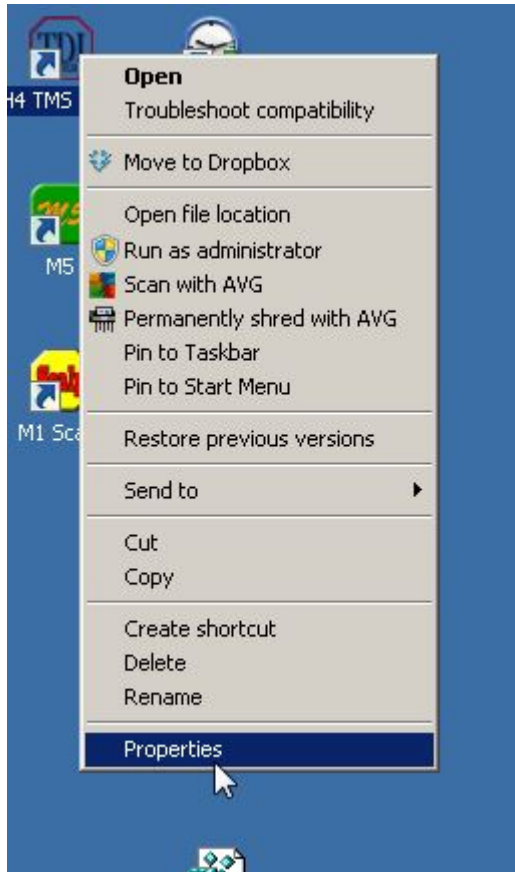 TDI
H4 TMS
Open
Troubleshoot compatibility
Move to Dropbox
Open file location
Run as administrator
M5
Scan with AVG
Permanently shred with AVG
Pin to Taskbar
Pin to Start Menu
M1 Sca
Restore previous versions
Send to
Cut
Copy
Create shortcut
Delete
Rename
Properties